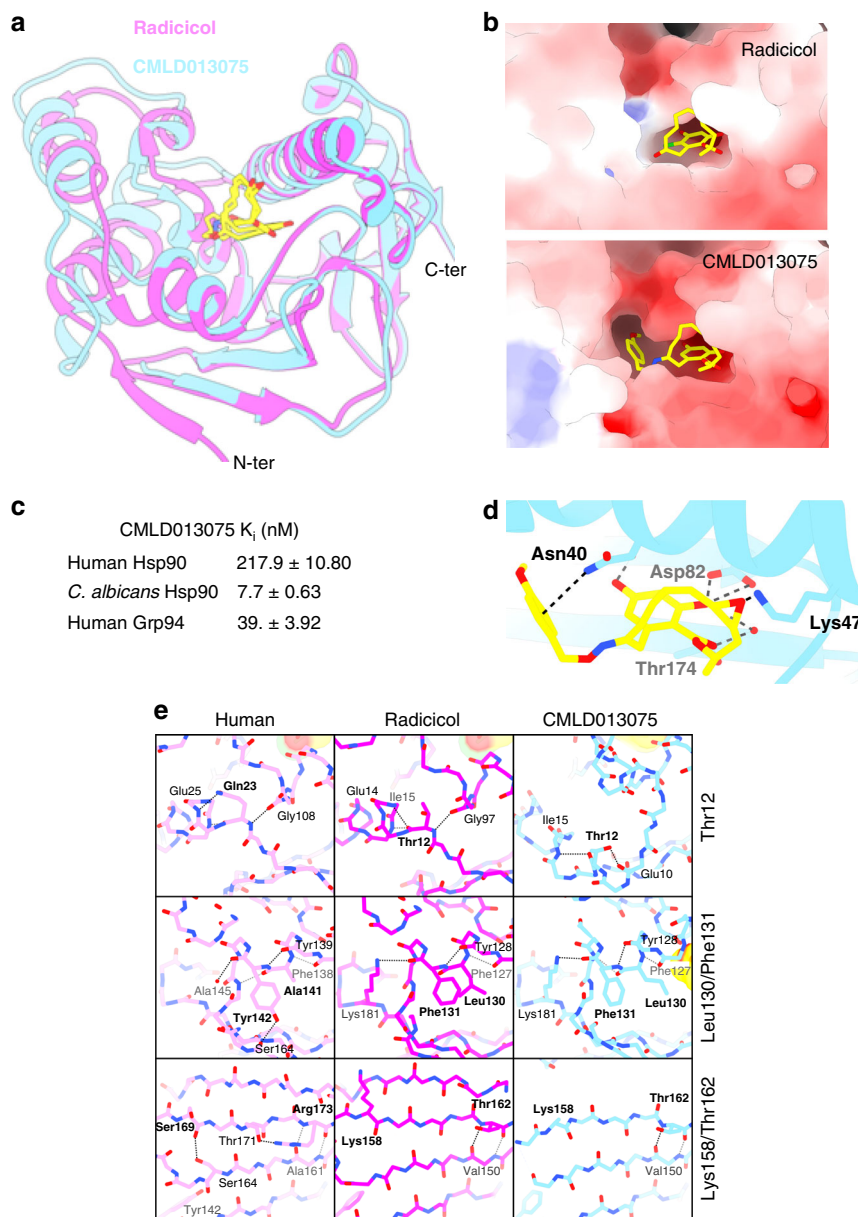 a
Radicicol
CMLD013075
C-ter
N-ter
b
Radicicol
CMLD013075
c
CMLD013075 Ki (nM)
Human Hsp90 217.9 ± 10.80
C. albicans Hsp90 7.7 ± 0.63
Human Grp94 39. ± 3.92
d
Asn40
Asp82
Lys47
Thr174
e
Human Radicicol CMLD013075
Glu25
Gln23
Gly108
Glu14
Ile15
Gly97
Thr12
Ile15
Thr12
Glu10
Thr12
Tyr139
Phe138
Ala145
Ala141
Tyr142
Ser164
Tyr128
Phe127
Lys181
Phe131
Leu130
Tyr128
Phe127
Lys181
Leu130
Phe131
Leu130/Phe131
Ser169
Arg173
Thr171
Ser164
Ala161
Tyr142
Thr162
Lys158
Val150
Lys158
Thr162
Val150
Lys158/Thr162